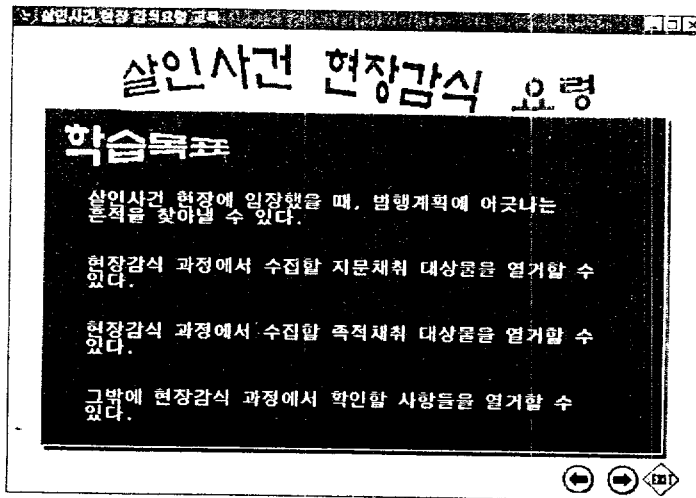 살인사건 현장 감식요령 교육
살인사건 현장감식 요령
학습목표
살인사건 현장에 임장했을 때, 범행계획에 어긋나는
흔적을 찾아낼 수 있다.
현장감식 과정에서 수집할 지문채취 대상물을 열거할 수
있다.
현장감식 과정에서 수집할 족적채취 대상물을 열거할 수
있다.
그밖에 현장감식 과정에서 확인할 사항들을 열거할 수
있다.
EXIT